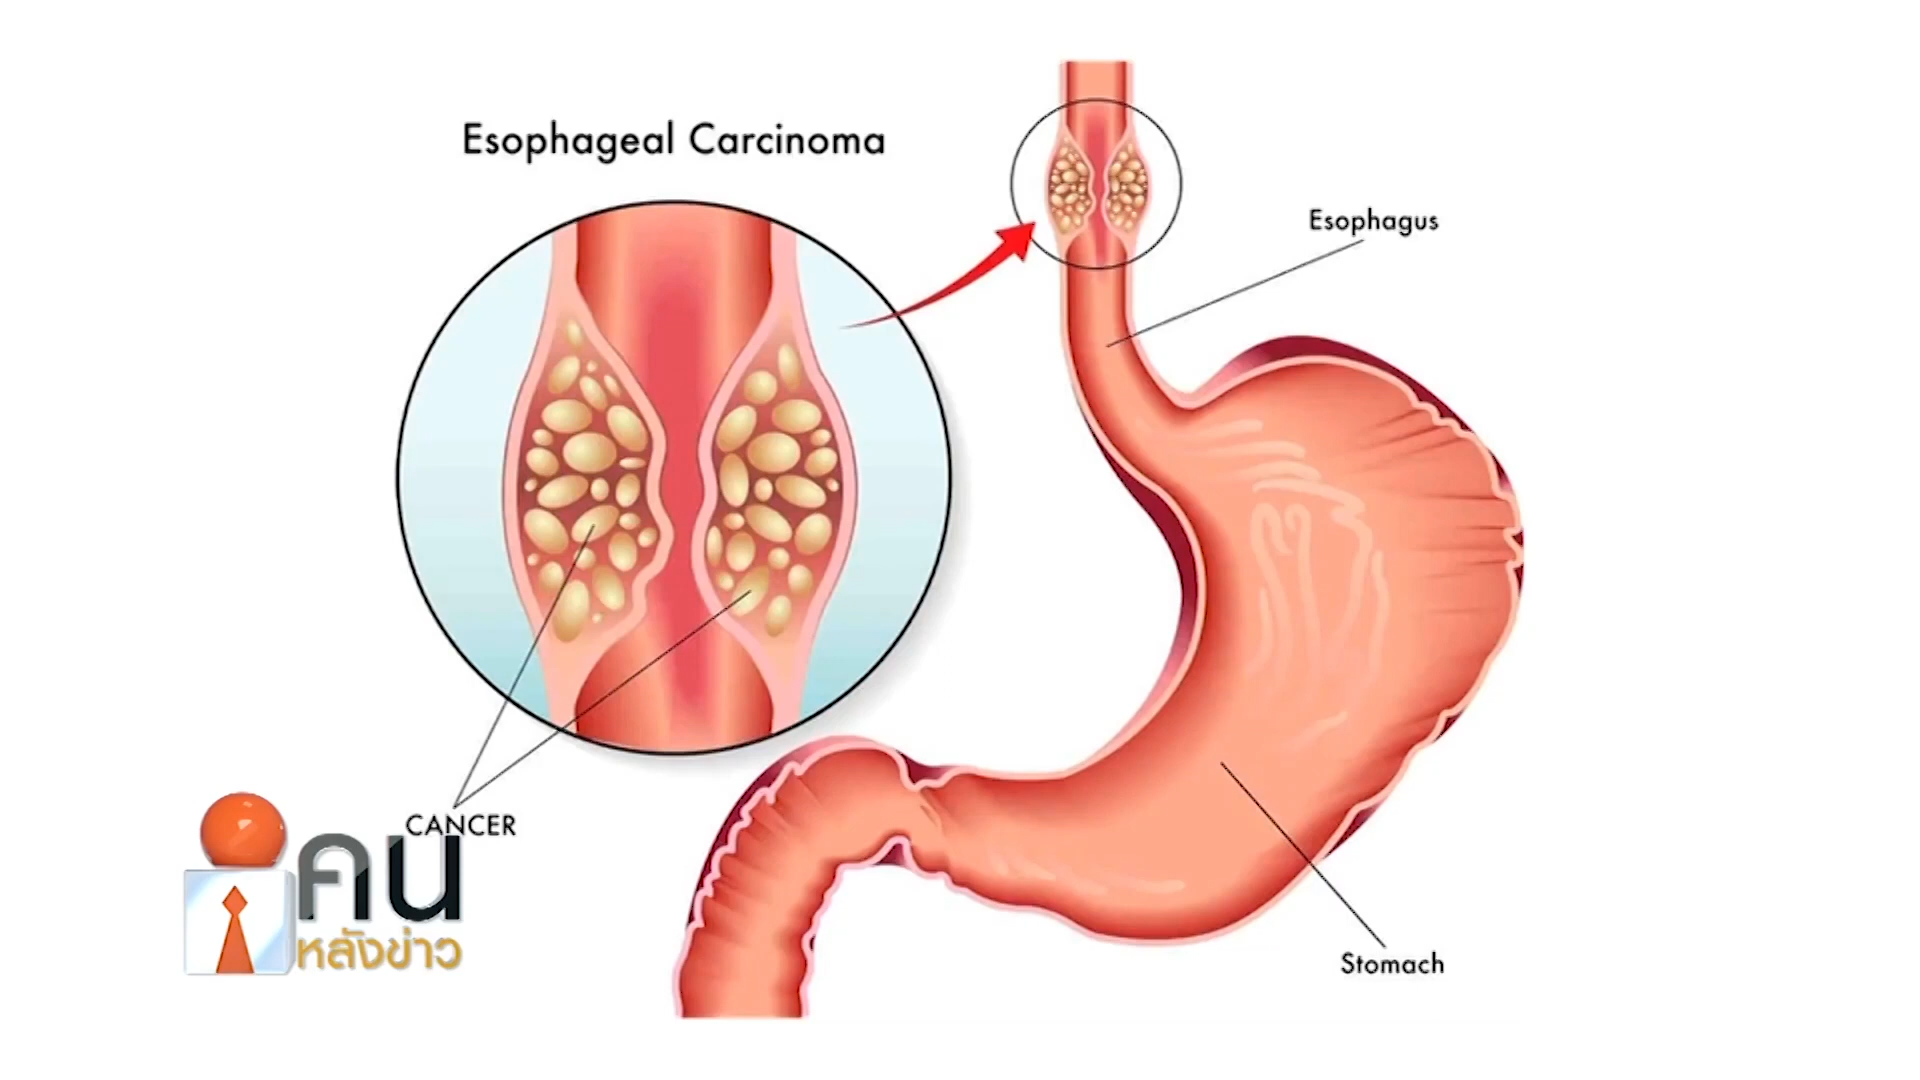 Esophageal Carcinoma
Esophagus
CANCER
คน
หลังข่าว
Stomach